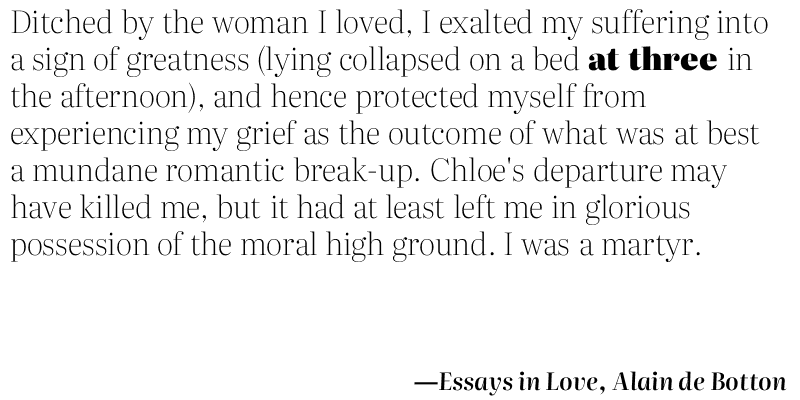 Ditched by the woman I loved, I exalted my suffering into
a sign of greatness (lying collapsed on a bed at three in
the afternoon), and hence protected myself from
experiencing my grief as the outcome of what was at best
a mundane romantic break-up. Chloe's departure may
have killed me, but it had at least left me in glorious
possession of the moral high ground. I was a martyr.
—Essays in Love, Alain de Botton